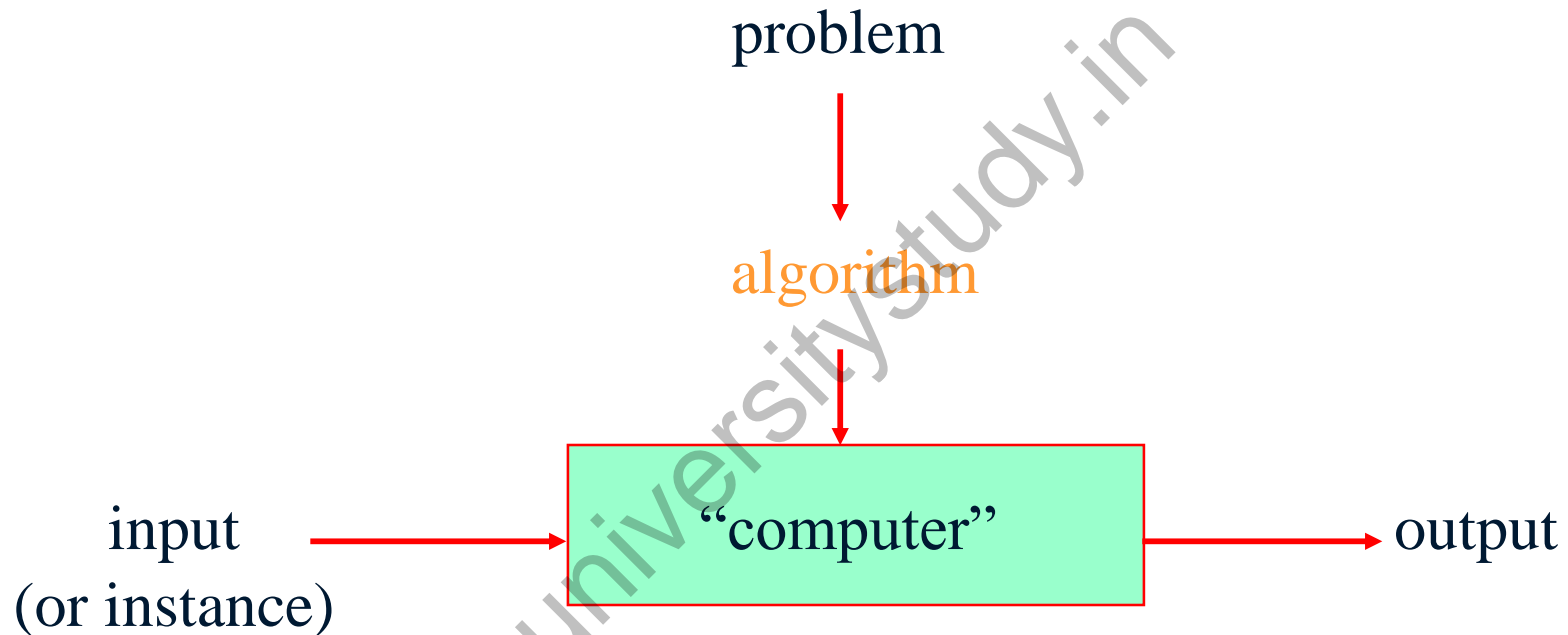 problem
algorithm
“computer”
input
(or instance)
output
universitystudy.in